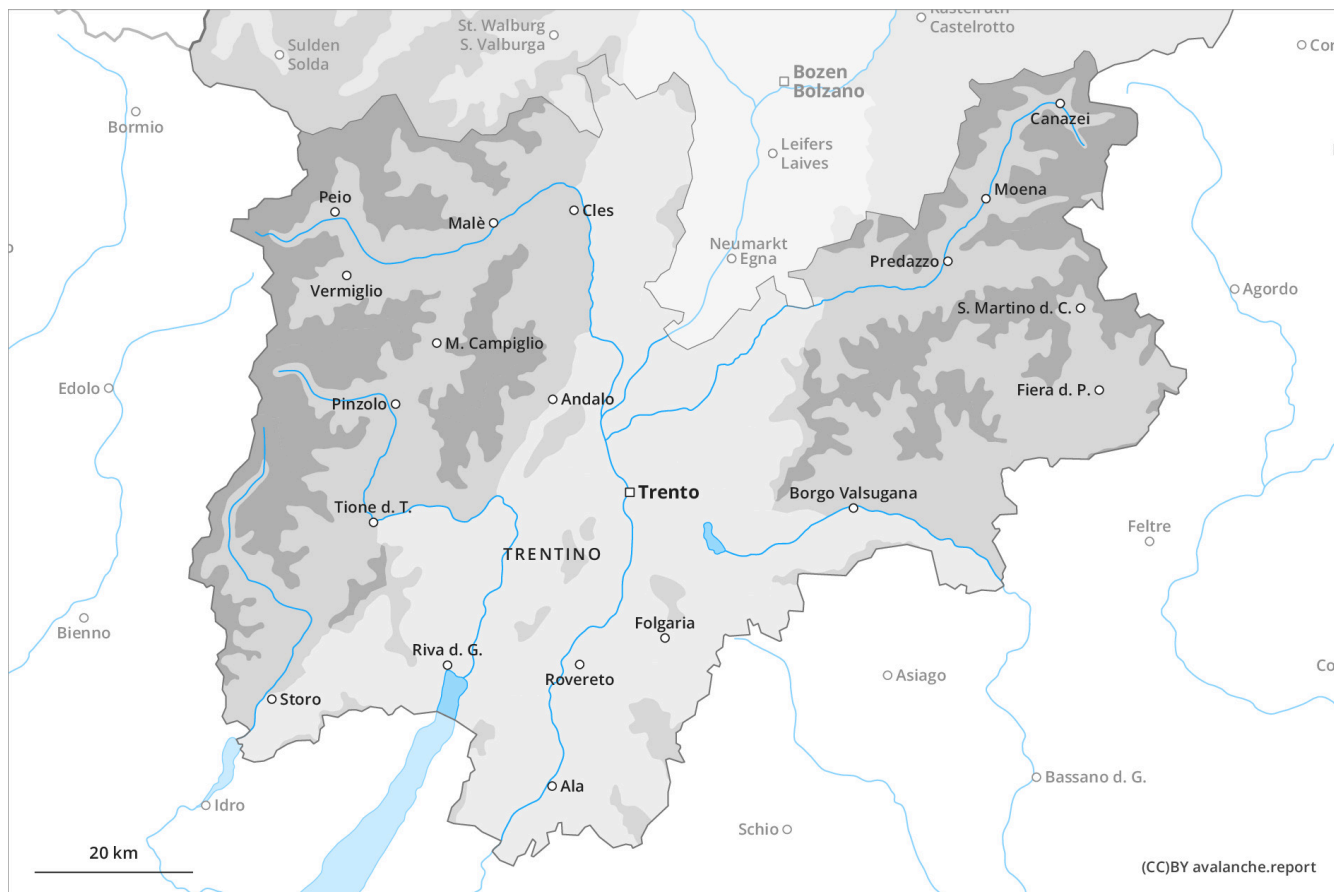 St. Walburg
S. Valburga
Kastelruth
Castelrotto
Sulden
Solda
Bozen
Bolzano
Bormio
Canazei
Leifers
Laives
Peio
Malè
Cles
Moena
Neumarkt
Egna
Predazzo
Vermiglio
Agordo
S. Martino d. C.
M. Campiglio
Edolo
Fiera d. P.
Pinzolo
Andalo
Trento
Borgo Valsugana
Tione d. T.
Feltre
TRENTINO
Bienno
Folgaria
Riva d. G.
Rovereto
Asiago
Storo
Ala
Bassano d. G.
Idro
Schio
20 km
(CC)BY avalanche.report